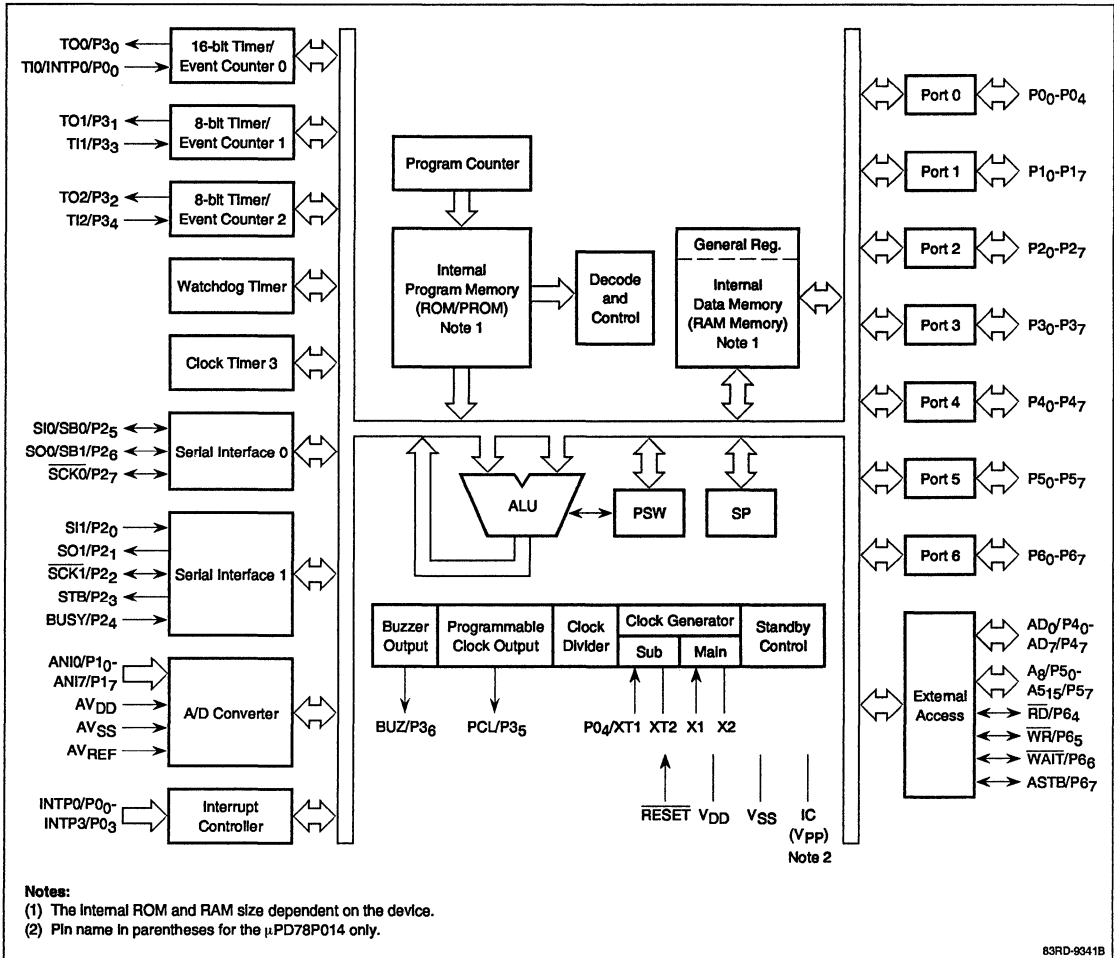 TO0/P30
TI0/INTP0/P00
16-bit Timer/
Event Counter 0
TO1/P31
TI1/P33
8-bit Timer/
Event Counter 1
TO2/P32
TI2/P34
8-bit Timer/
Event Counter 2
Watchdog Timer
Clock Timer 3
SI0/SB0/P25
SO0/SB1/P26
SCK0/P27
Serial Interface 0
SI1/P20
SO1/P21
SCK1/P22
STB/P23
BUSY/P24
Serial Interface 1
ANI0/P10-
ANI7/P17
AVDD
AVSS
AVREF
A/D Converter
INTP0/P00-
INTP3/P03
Interrupt
Controller
Program Counter
Internal
Program Memory
(ROM/PROM)
Note 1
Decode
and
Control
General Reg.
Internal
Data Memory
(RAM Memory)
Note 1
ALU
PSW
SP
Buzzer
Output
Programmable
Clock Output
Clock
Divider
Clock Generator
Sub
Main
Standby
Control
BUZ/P36
PCL/P35
P04/XT1
XT2
X1
X2
RESET
VDD
VSS
IC
(VPP)
Note 2
Port 0
P00-P04
Port 1
P10-P17
Port 2
P20-P27
Port 3
P30-P37
Port 4
P40-P47
Port 5
P50-P57
Port 6
P60-P67
External
Access
AD0/P40-
AD7/P47
A8/P50-
A515/P57
RD/P64
WR/P65
WAIT/P66
ASTB/P67
Notes:
(1) The internal ROM and RAM size dependent on the device.
(2) Pin name in parentheses for the µPD78P014 only.
83RD-9341B